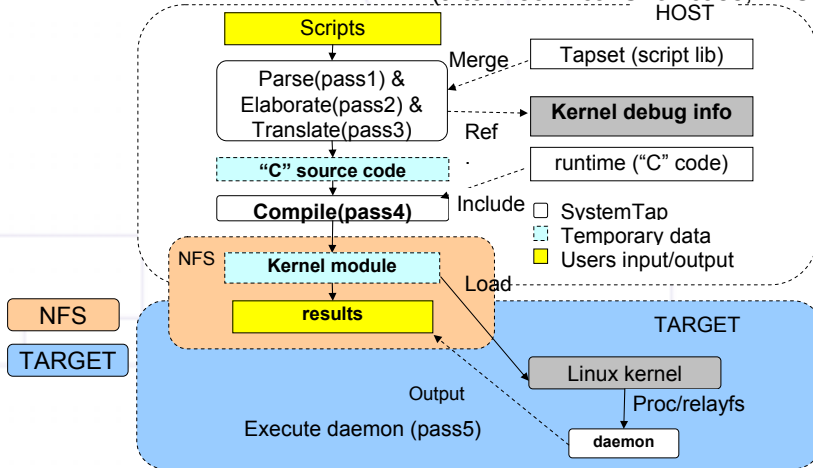 HOST
Scripts
Merge
Tapset (script lib)
Parse(pass1) &
Elaborate(pass2) &
Translate(pass3)
Kernel debug info
Ref
.
runtime ("C" code)
"C" source code
Include
Compile(pass4)
SystemTap
Temporary data
Users input/output
NFS
Kernel module
Load
results
NFS
TARGET
TARGET
Linux kernel
Output
Proc/relayfs
Execute daemon (pass5)
daemon